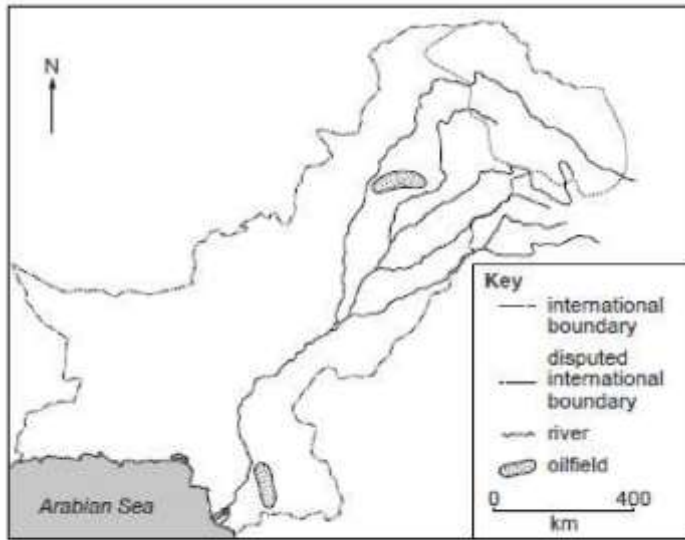 N
Key
international
boundary
disputed
international
boundary
river
oilfield
0 400
km
Arabian Sea